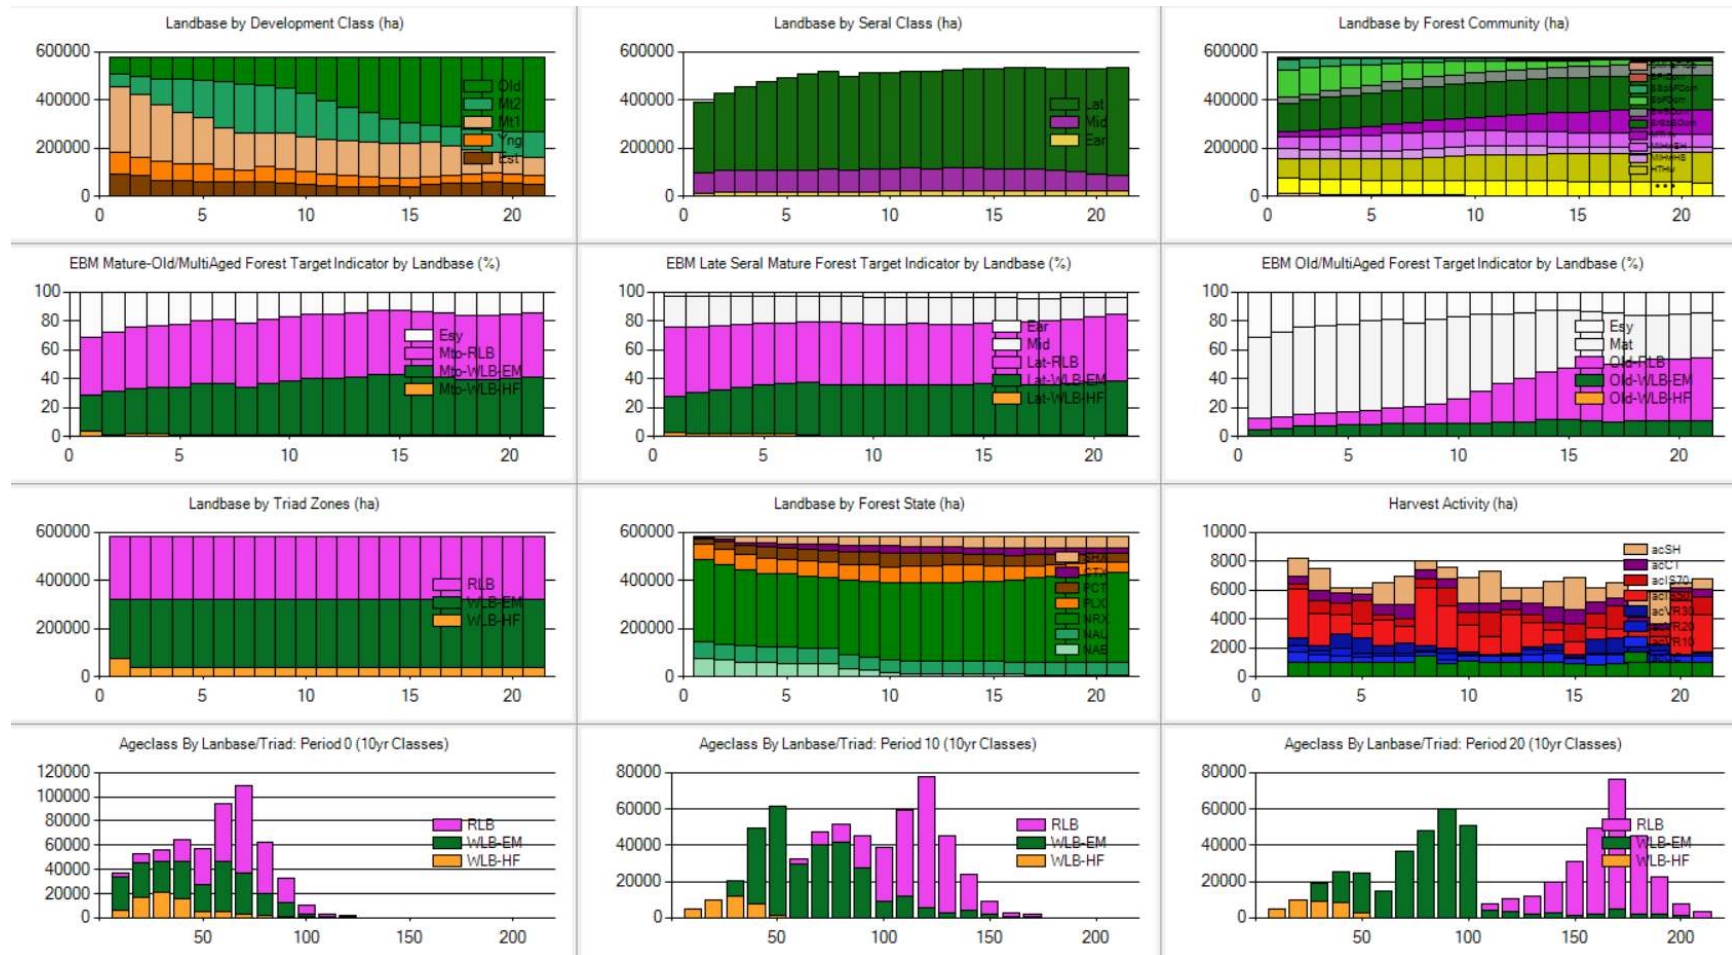 Landbase by Development Class (ha)
600000
400000
200000
0
0 5 10 15 20
Old
Mt2
Mt1
Yng
Est
Landbase by Seral Class (ha)
600000
400000
200000
0
0 5 10 15 20
Lat
Mid
Ear
Landbase by Forest Community (ha)
600000
400000
200000
0
0 5 10 15 20
HTHw
EBM Mature-Old/MultiAged Forest Target Indicator by Landbase (%)
100
80
60
40
20
0
0 5 10 15 20
Esy
Mto-RLB
Mto-WLB-EM
Mto-WLB-HF
EBM Late Seral Mature Forest Target Indicator by Landbase (%)
100
80
60
40
20
0
0 5 10 15 20
Ear
Mid
Lat-RLB
Lat-WLB-EM
Lat-WLB-HF
EBM Old/MultiAged Forest Target Indicator by Landbase (%)
100
80
60
40
20
0
0 5 10 15 20
Esy
Mat
Old-RLB
Old-WLB-EM
Old-WLB-HF
Landbase by Triad Zones (ha)
600000
400000
200000
0
0 5 10 15 20
RLB
WLB-EM
WLB-HF
Landbase by Forest State (ha)
600000
400000
200000
0
0 5 10 15 20
SHX
STX
PCT
PLX
NRX
NAU
NAE
Harvest Activity (ha)
10000
8000
6000
4000
2000
0
0 5 10 15 20
acSH
acCT
acIS70
acIS50
acVR30
acVR20
acVR10
Ageclass By Lanbase/Triad: Period 0 (10yr Classes)
120000
100000
80000
60000
40000
20000
0
50 100 150 200
RLB
WLB-EM
WLB-HF
Ageclass By Lanbase/Triad: Period 10 (10yr Classes)
80000
60000
40000
20000
0
50 100 150 200
RLB
WLB-EM
WLB-HF
Ageclass By Lanbase/Triad: Period 20 (10yr Classes)
80000
60000
40000
20000
0
50 100 150 200
RLB
WLB-EM
WLB-HF